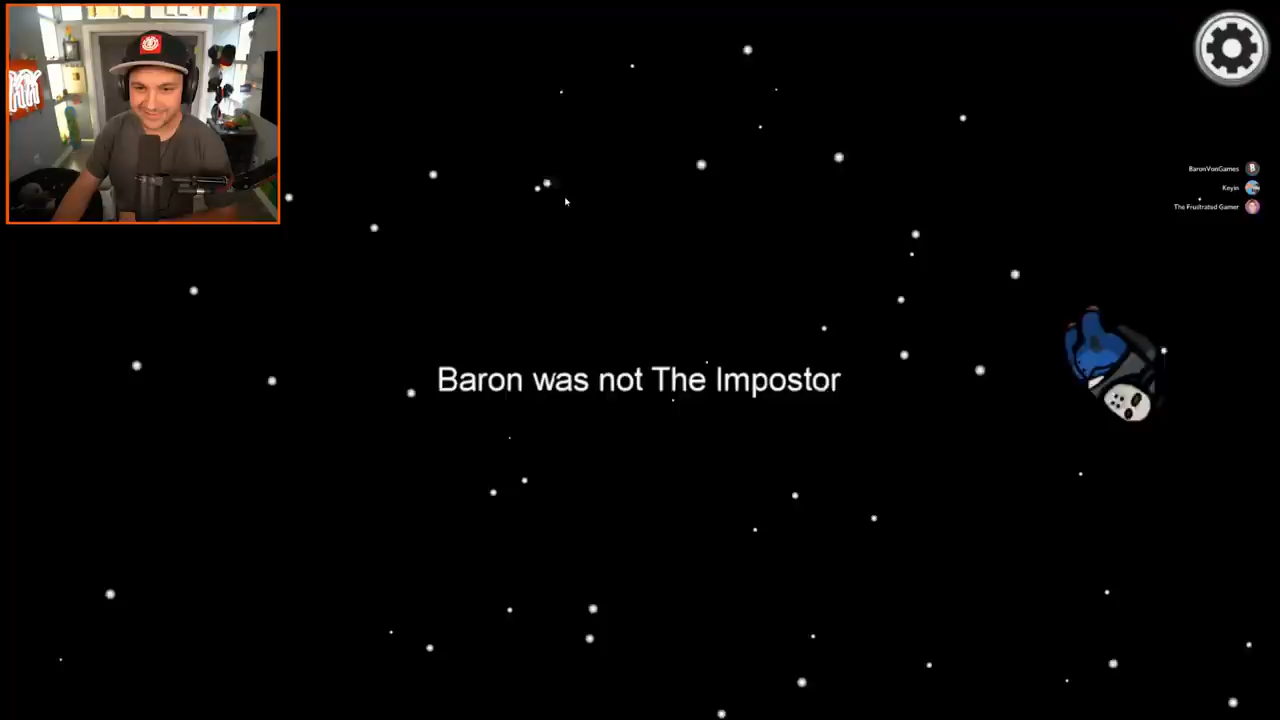 BaronVonGames
Keyin
The Frustrated Gamer
Baron was not The Impostor